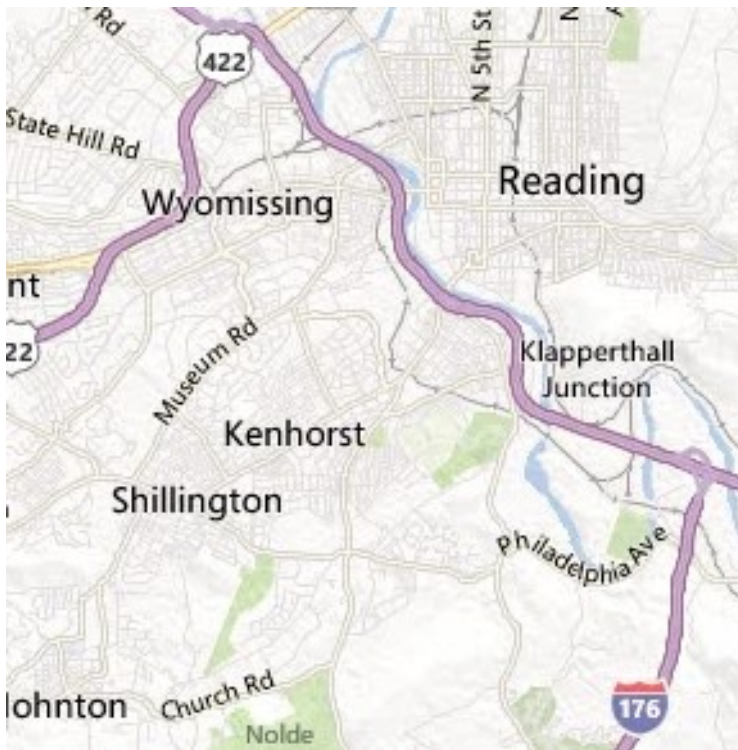 Rd
422
State Hill Rd
N 5th St
N
Reading
Wyomissing
nt
22
Museum Rd
Klapperthall
Junction
Kenhorst
Shillington
Philadelphia Ave
Church Rd
ohnton
176
Nolde